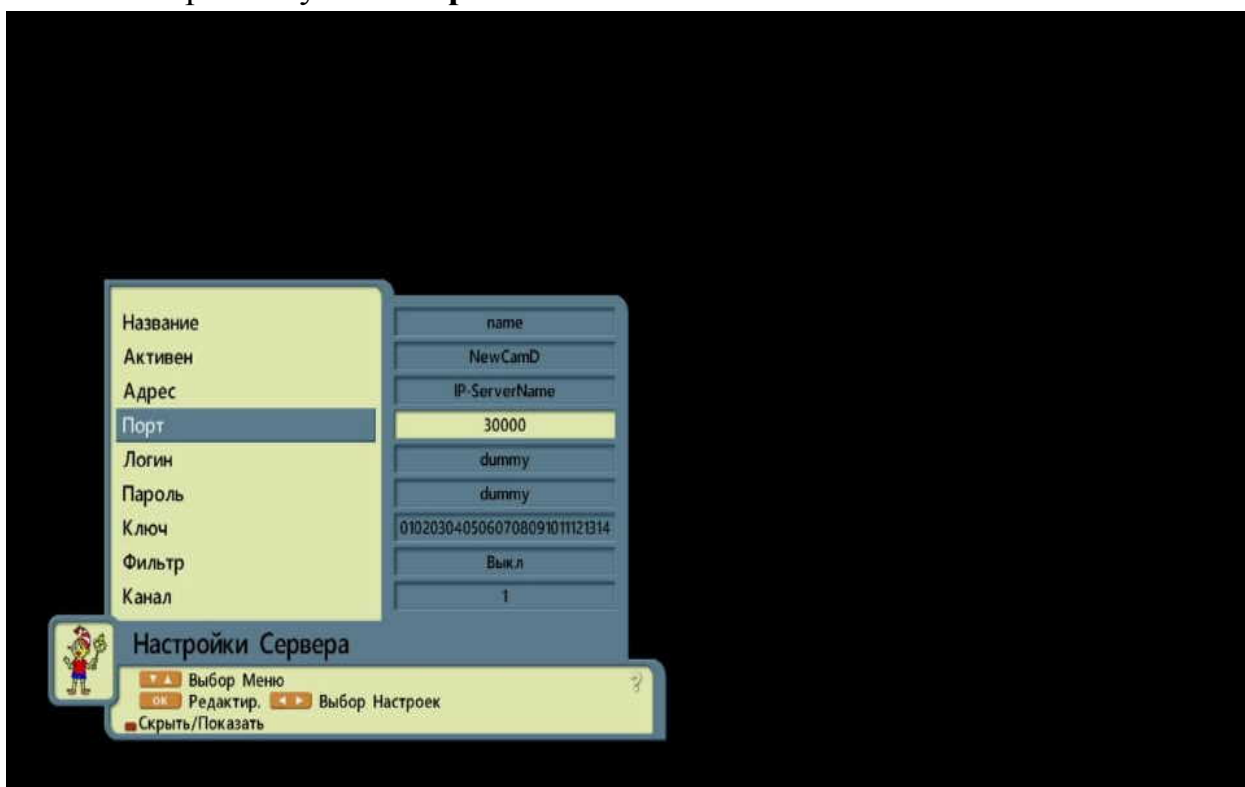 Название name
Активен NewCamD
Адрес IP-ServerName
Порт 30000
Логин dummy
Пароль dummy
Ключ 0102030405060708091011121314
Фильтр Выкл
Канал 1
Настройки Сервера
Выбор Меню
OK Редактир. Выбор Настроек
Скрыть/Показать